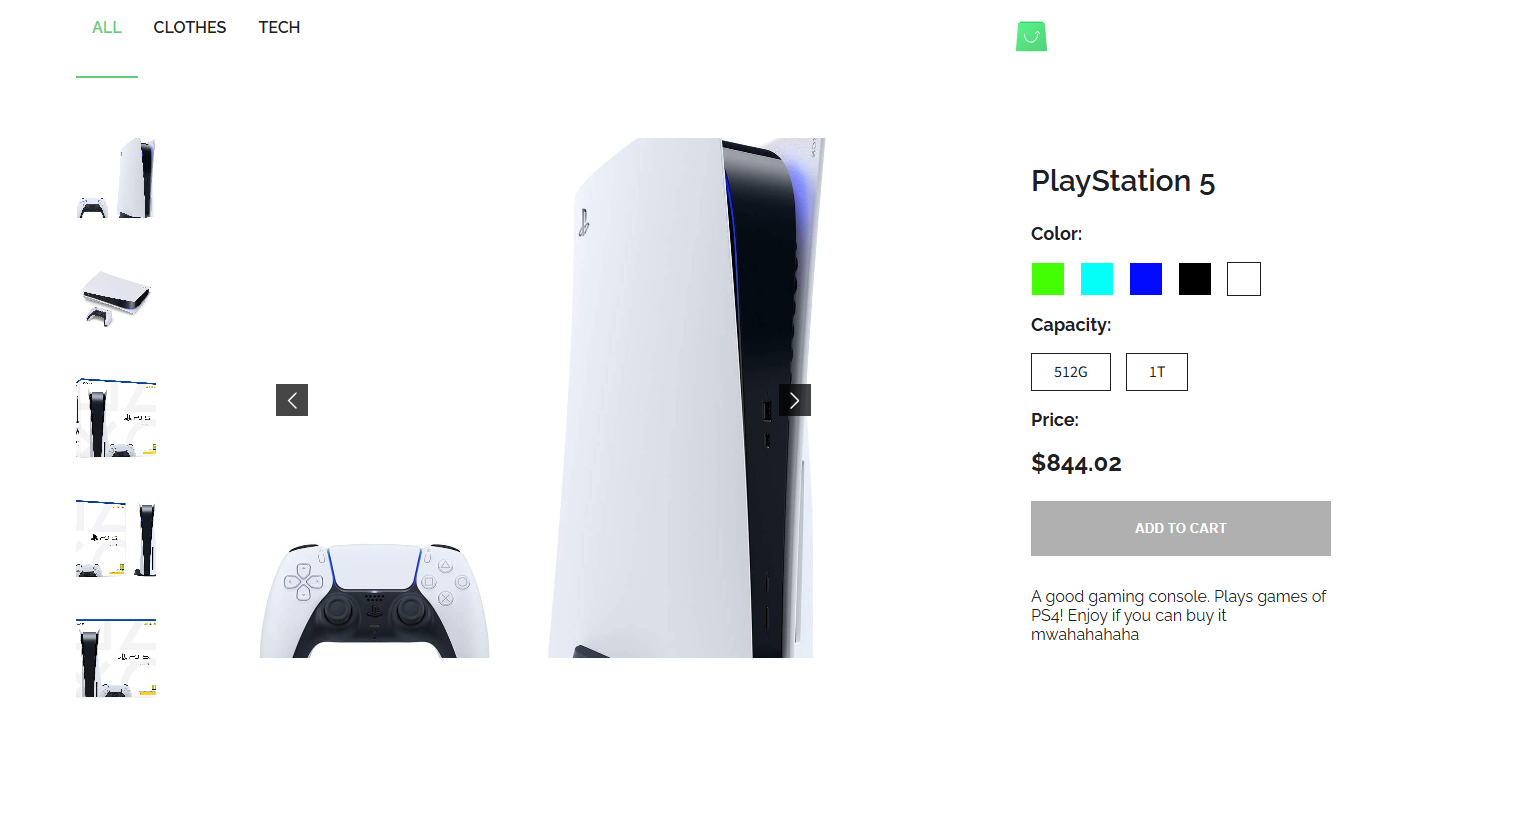 ALL CLOTHES TECH
PlayStation 5
Color:
Capacity:
512G 1T
Price:
$844.02
ADD TO CART
A good gaming console. Plays games of
PS4! Enjoy if you can buy it
mwahahahaha